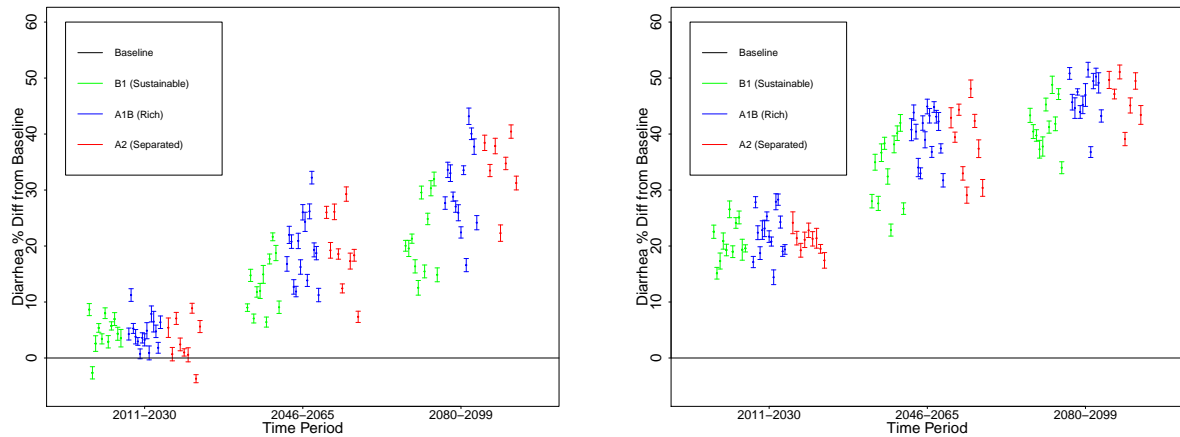 Diarrhea % Diff from Baseline
60
50
40
30
20
10
0
Baseline
B1 (Sustainable)
A1B (Rich)
A2 (Separated)
2011–2030
2046–2065
2080–2099
Time Period
Diarrhea % Diff from Baseline
60
50
40
30
20
10
0
Baseline
B1 (Sustainable)
A1B (Rich)
A2 (Separated)
2011–2030
2046–2065
2080–2099
Time Period